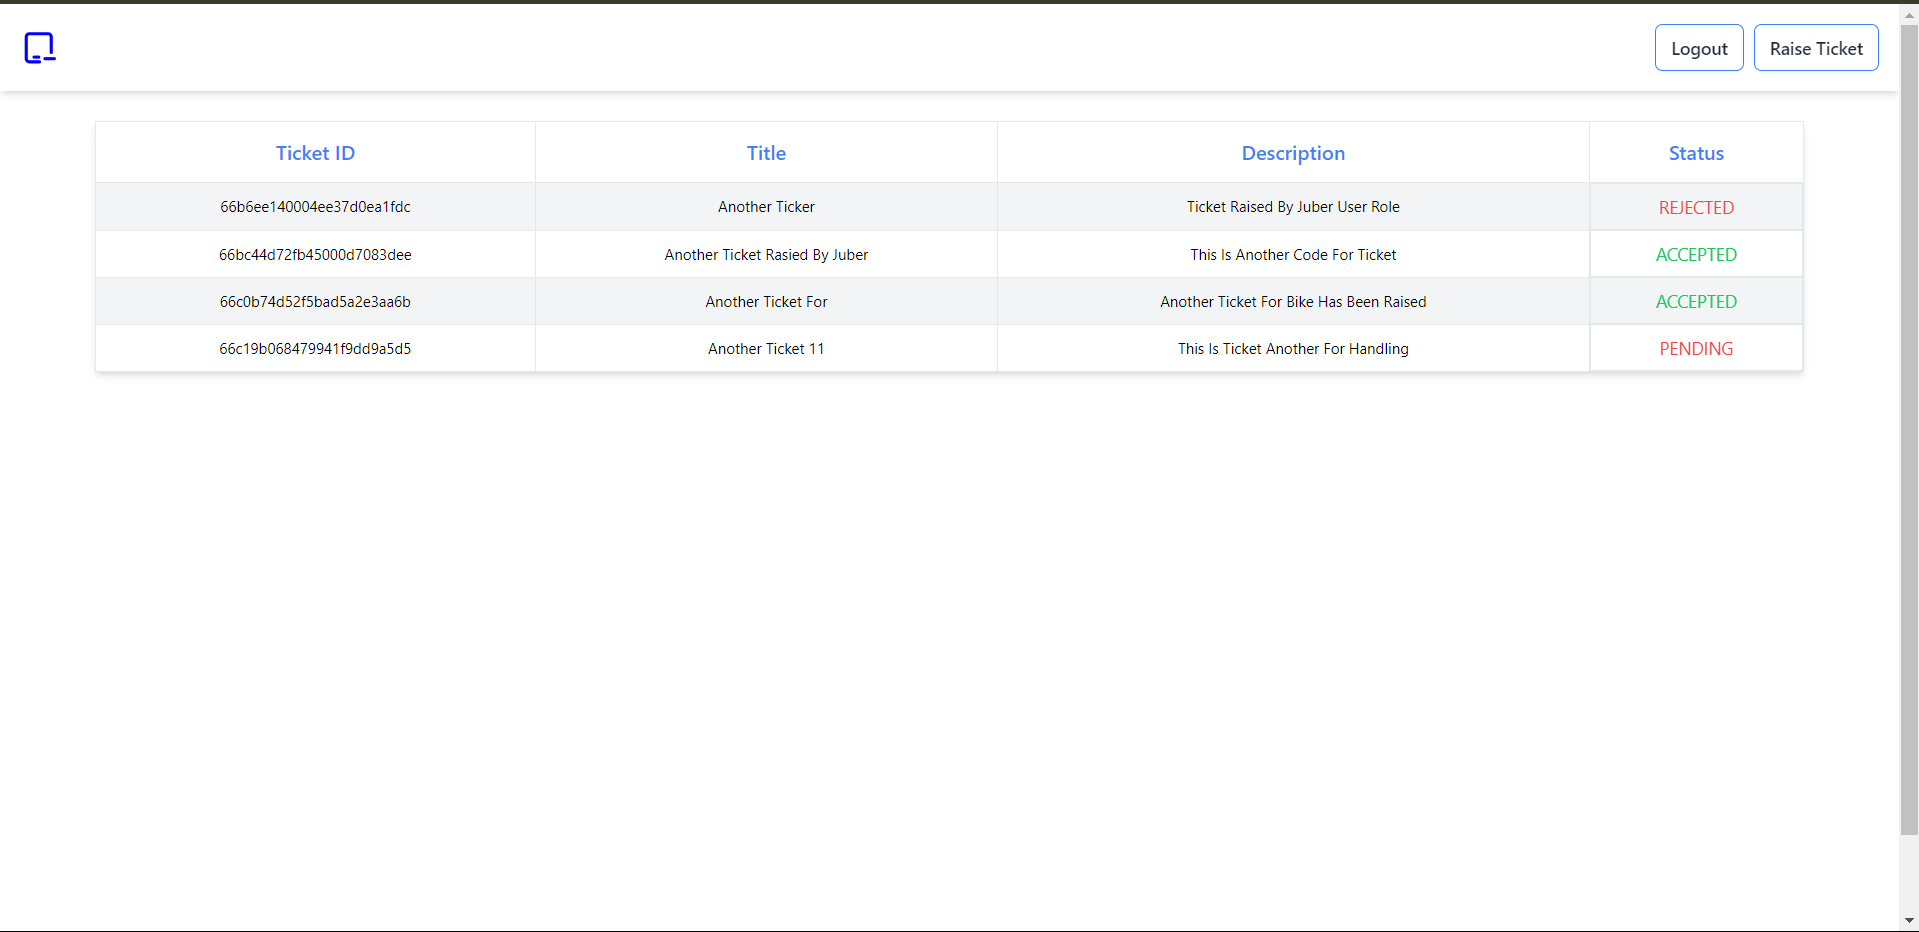 Logout Raise Ticket
Ticket ID Title Description Status
66b6ee140004ee37d0ea1fdc Another Ticker Ticket Raised By Juber User Role REJECTED
66bc44d72fb45000d7083dee Another Ticket Rasied By Juber This Is Another Code For Ticket ACCEPTED
66c0b74d52f5bad5a2e3aa6b Another Ticket For Another Ticket For Bike Has Been Raised ACCEPTED
66c19b068479941f9dd9a5d5 Another Ticket 11 This Is Ticket Another For Handling PENDING